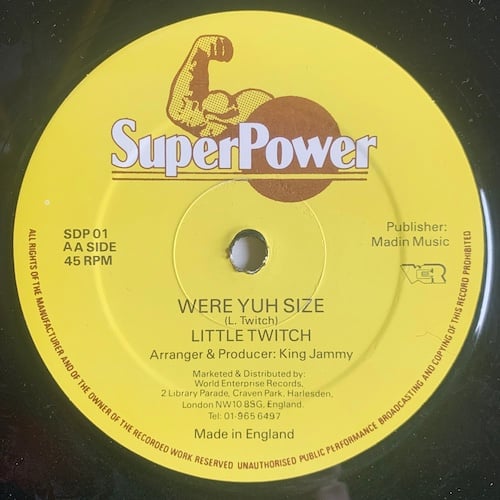 SuperPower
SDP 01
A A SIDE
45 RPM
Publisher:
Madin Music
WER
WERE YUH SIZE
(L. Twitch)
LITTLE TWITCH
Arranger & Producer: King Jammy
Marketed & Distributed by:
World Enterprise Records,
2 Library Parade, Craven Park, Harlesden,
London NW10 8SG, England.
Tel: 01-965 6497
Made in England
ALL RIGHTS OF THE MANUFACTURER AND OF THE OWNER OF THE RECORDED WORK RESERVED UNAUTHORISED PUBLIC PERFORMANCE BROADCASTING AND COPYING OF THIS RECORD PROHIBITED